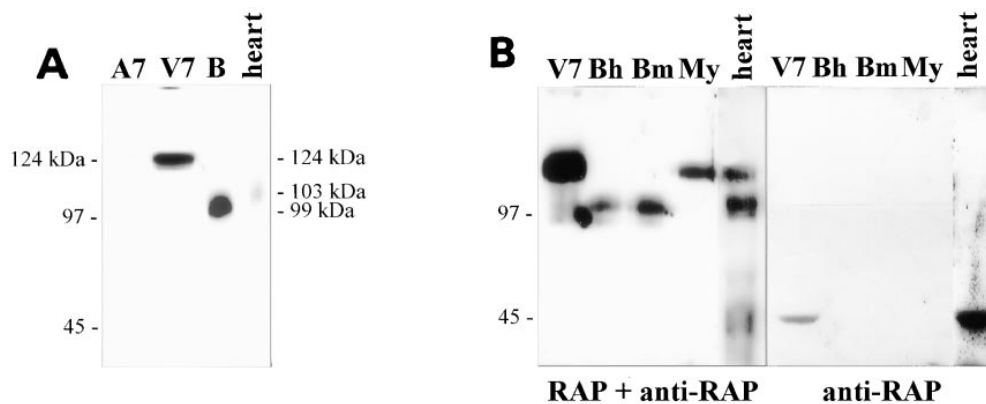 A
A7 V7 B heart
124 kDa -
97 -
45 -
- 124 kDa
- 103 kDa
- 99 kDa
B
V7 Bh Bm My heart
V7 Bh Bm My heart
97 -
45 -
RAP + anti-RAP
anti-RAP